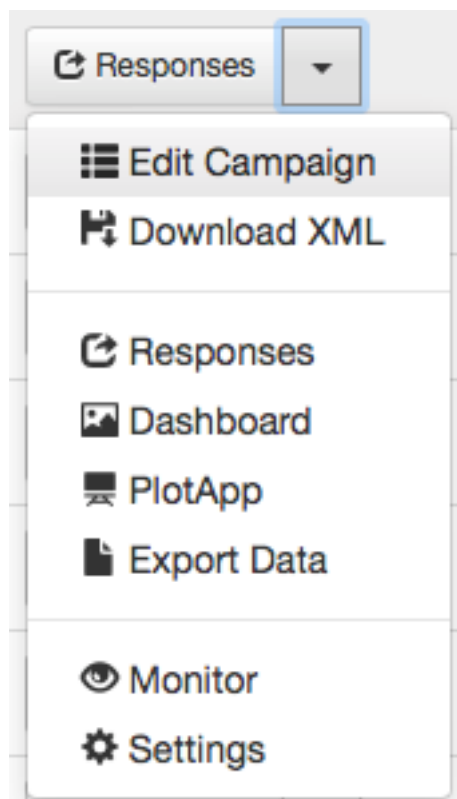 Responses
Edit Campaign
Download XML
Responses
Dashboard
PlotApp
Export Data
Monitor
Settings